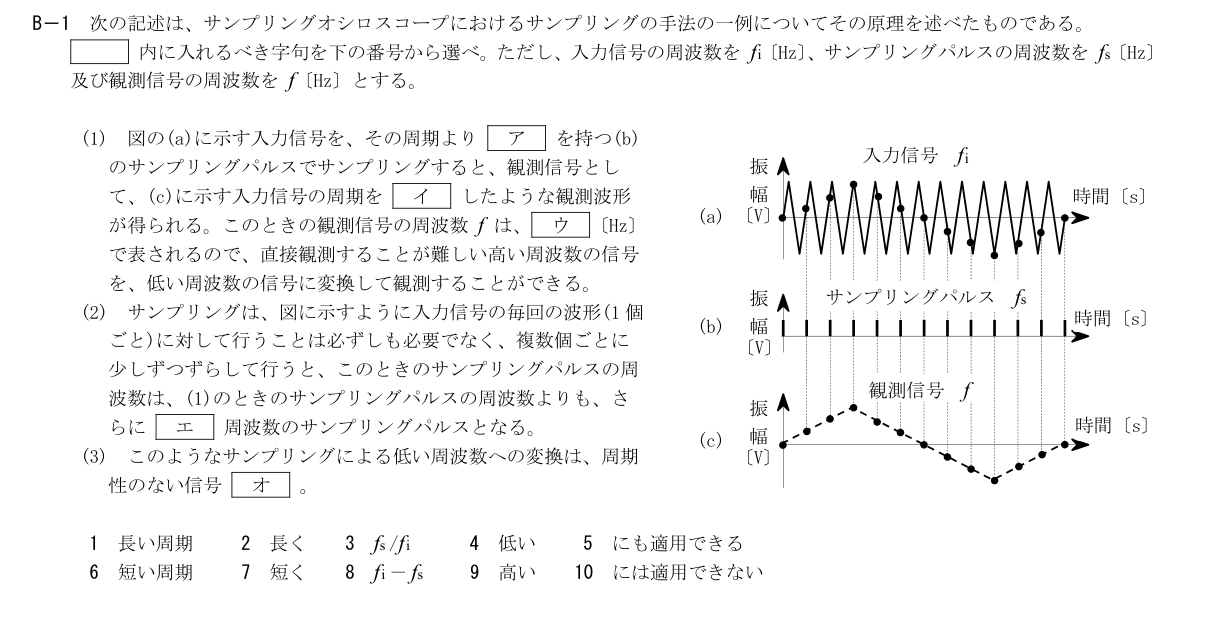 B－1　次の記述は、サンプリングオシロスコープにおけるサンプリングの手法の一例についてその原理を述べたものである。
内に入れるべき字句を下の番号から選べ。ただし、入力信号の周波数を fi〔Hz〕、サンプリングパルスの周波数を fs〔Hz〕
及び観測信号の周波数を f〔Hz〕とする。
(1)　図の(a)に示す入力信号を、その周期より ア を持つ(b)
のサンプリングパルスでサンプリングすると、観測信号とし
て、(c)に示す入力信号の周期を イ したような観測波形
が得られる。このときの観測信号の周波数 f は、 ウ 〔Hz〕
で表されるので、直接観測することが難しい高い周波数の信号
を、低い周波数の信号に変換して観測することができる。
(2)　サンプリングは、図に示すように入力信号の毎回の波形(1個
ごと)に対して行うことは必ずしも必要でなく、複数個ごとに
少しずつずらして行うと、このときのサンプリングパルスの周
波数は、(1)のときのサンプリングパルスの周波数よりも、さ
らに エ 周波数のサンプリングパルスとなる。
(3)　このようなサンプリングによる低い周波数への変換は、周期
性のない信号 オ 。
入力信号　fi
振
幅
〔V〕
(a)
時間〔s〕
サンプリングパルス　fs
振
幅
〔V〕
(b)
時間〔s〕
観測信号　f
振
幅
〔V〕
(c)
時間〔s〕
1　長い周期　2　長く　3　fs/fi　4　低い　5　にも適用できる
6　短い周期　7　短く　8　fi－fs　9　高い　10　には適用できない